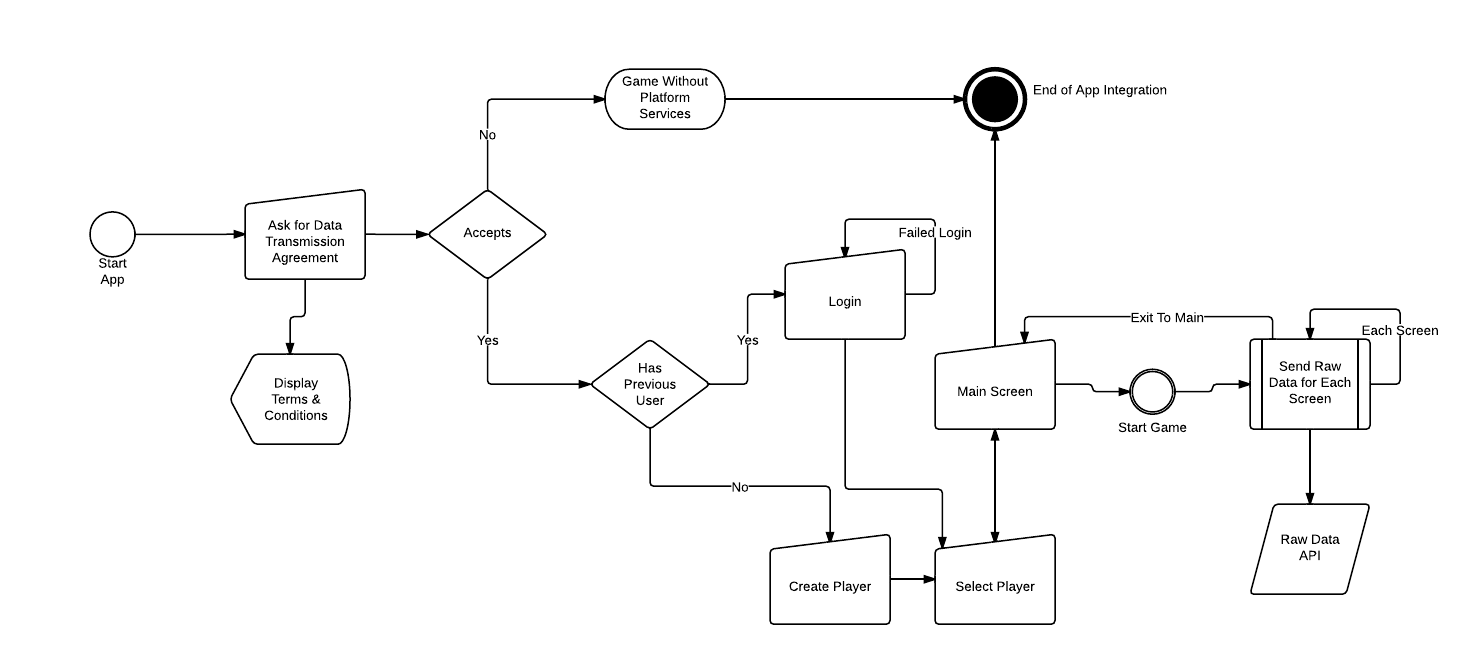 Game Without
Platform
Services
End of App Integration
No
Start
App
Ask for Data
Transmission
Agreement
Accepts
Failed Login
Login
Display
Terms &
Conditions
Yes
Has
Previous
User
Yes
Main Screen
Exit To Main
Start Game
Each Screen
Send Raw
Data for Each
Screen
No
Create Player
Select Player
Raw Data
API